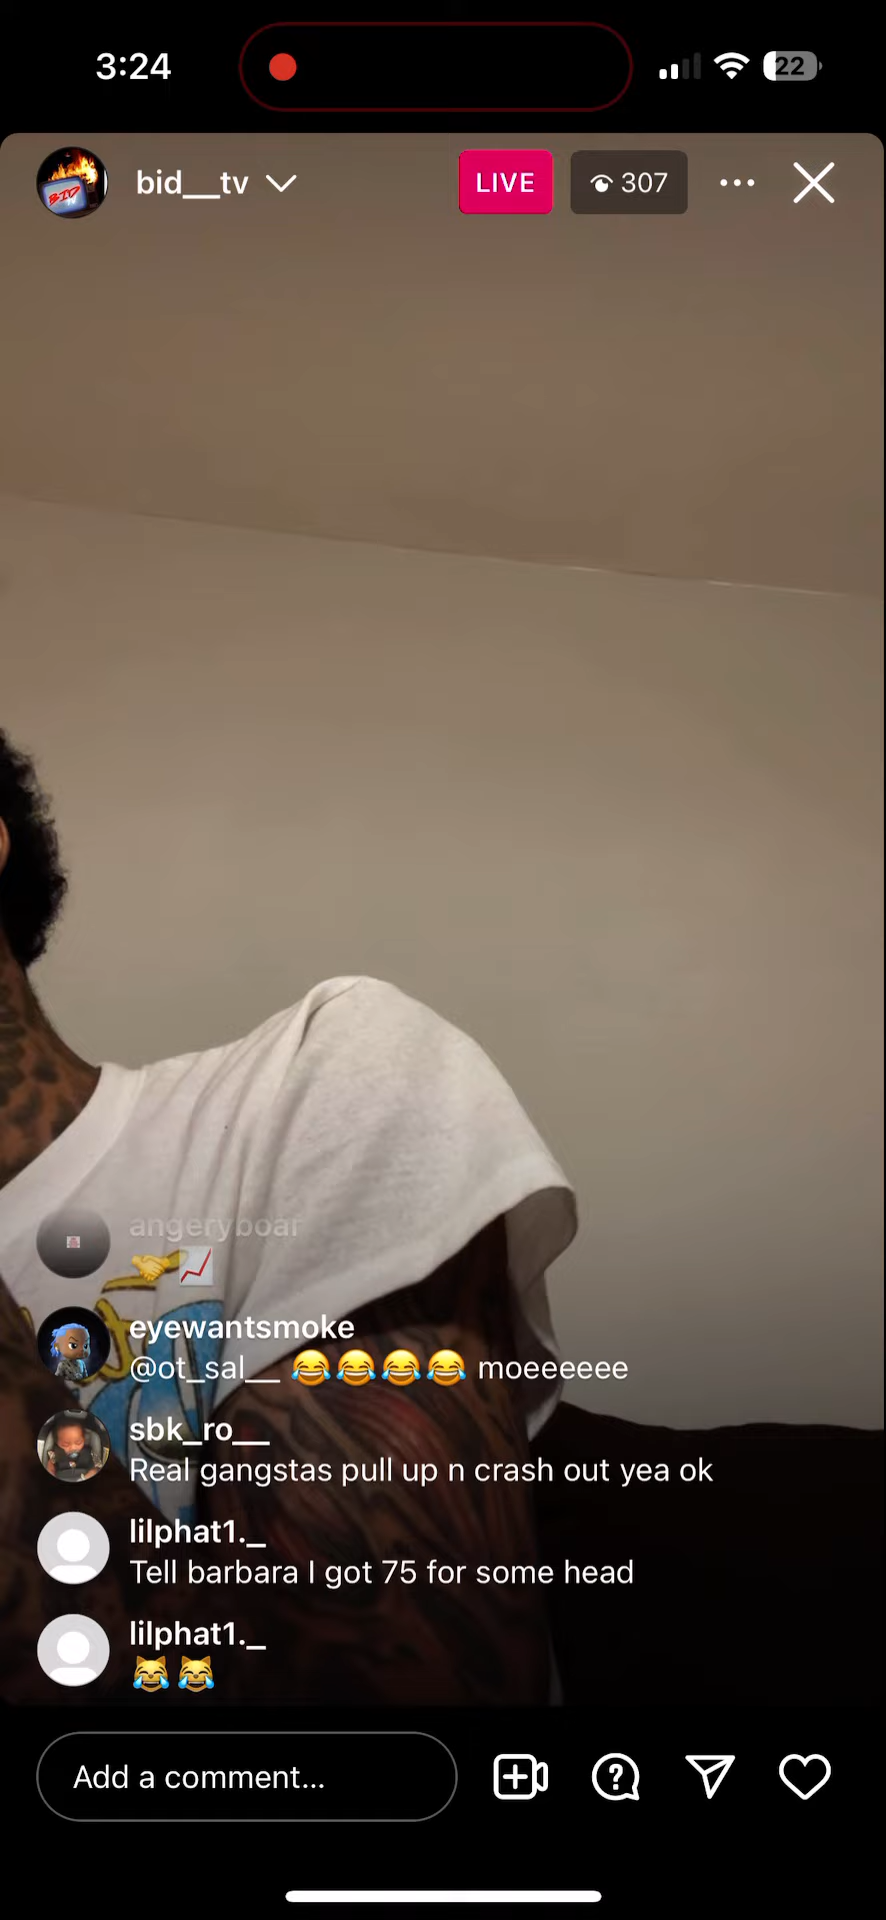 3:24
22
BID
bid__tv
LIVE
307
angeryboar
eyewantsmoke
@ot_sal__ 😂😂😂😂 moeeeeee
sbk_ro__
Real gangstas pull up n crash out yea ok
lilphat1._
Tell barbara I got 75 for some head
lilphat1._
😹😹
Add a comment...